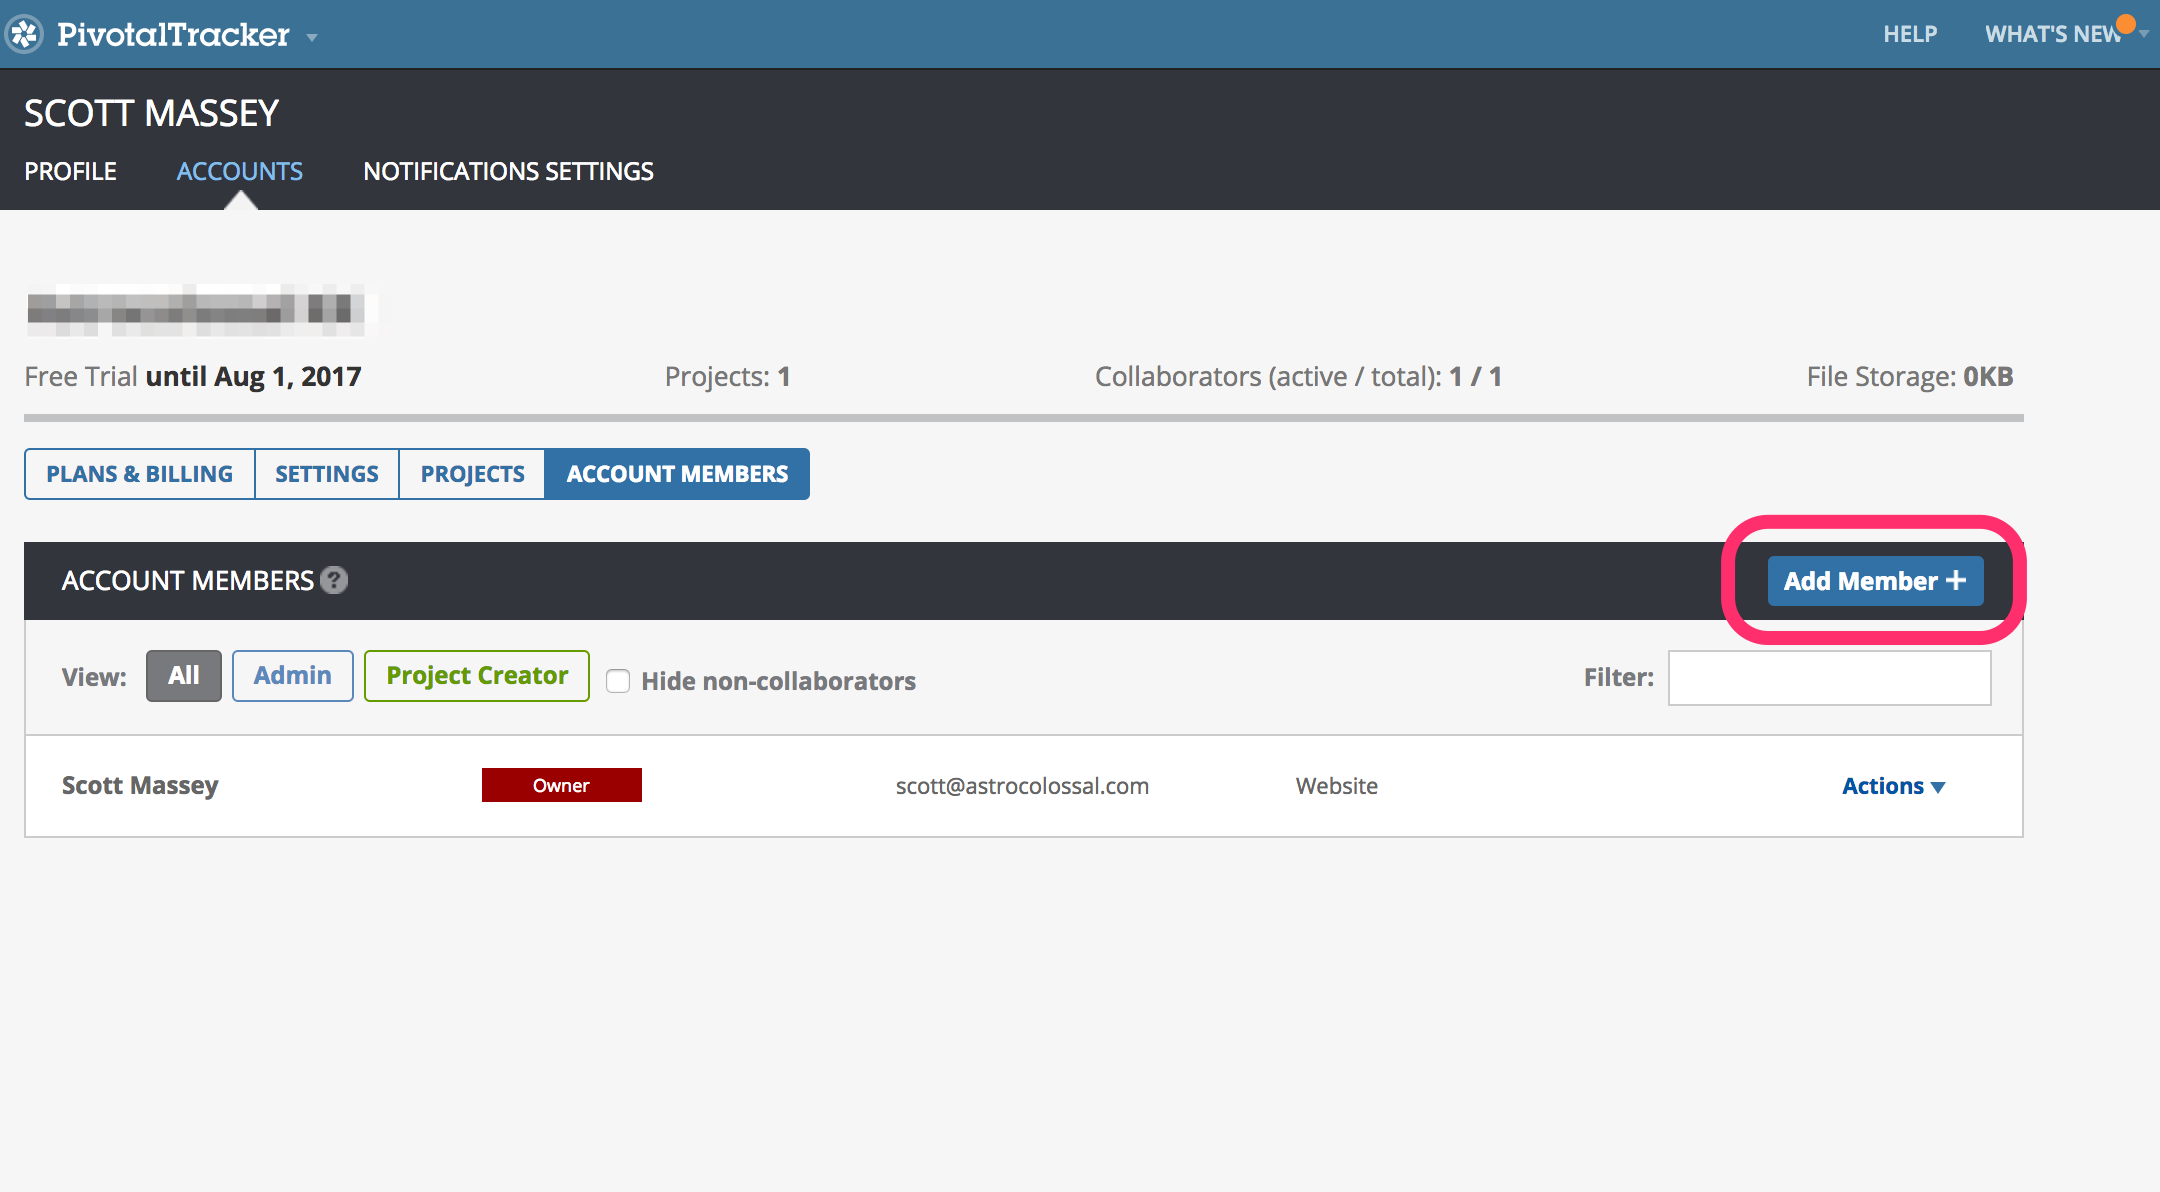 PivotalTracker
HELP
WHAT'S NEW
SCOTT MASSEY
PROFILE
ACCOUNTS
NOTIFICATIONS SETTINGS
Free Trial until Aug 1, 2017
Projects: 1
Collaborators (active / total): 1 / 1
File Storage: 0KB
PLANS & BILLING
SETTINGS
PROJECTS
ACCOUNT MEMBERS
ACCOUNT MEMBERS ?
Add Member +
View:
All
Admin
Project Creator
Hide non-collaborators
Filter:
Scott Massey
Owner
scott@astrocolossal.com
Website
Actions